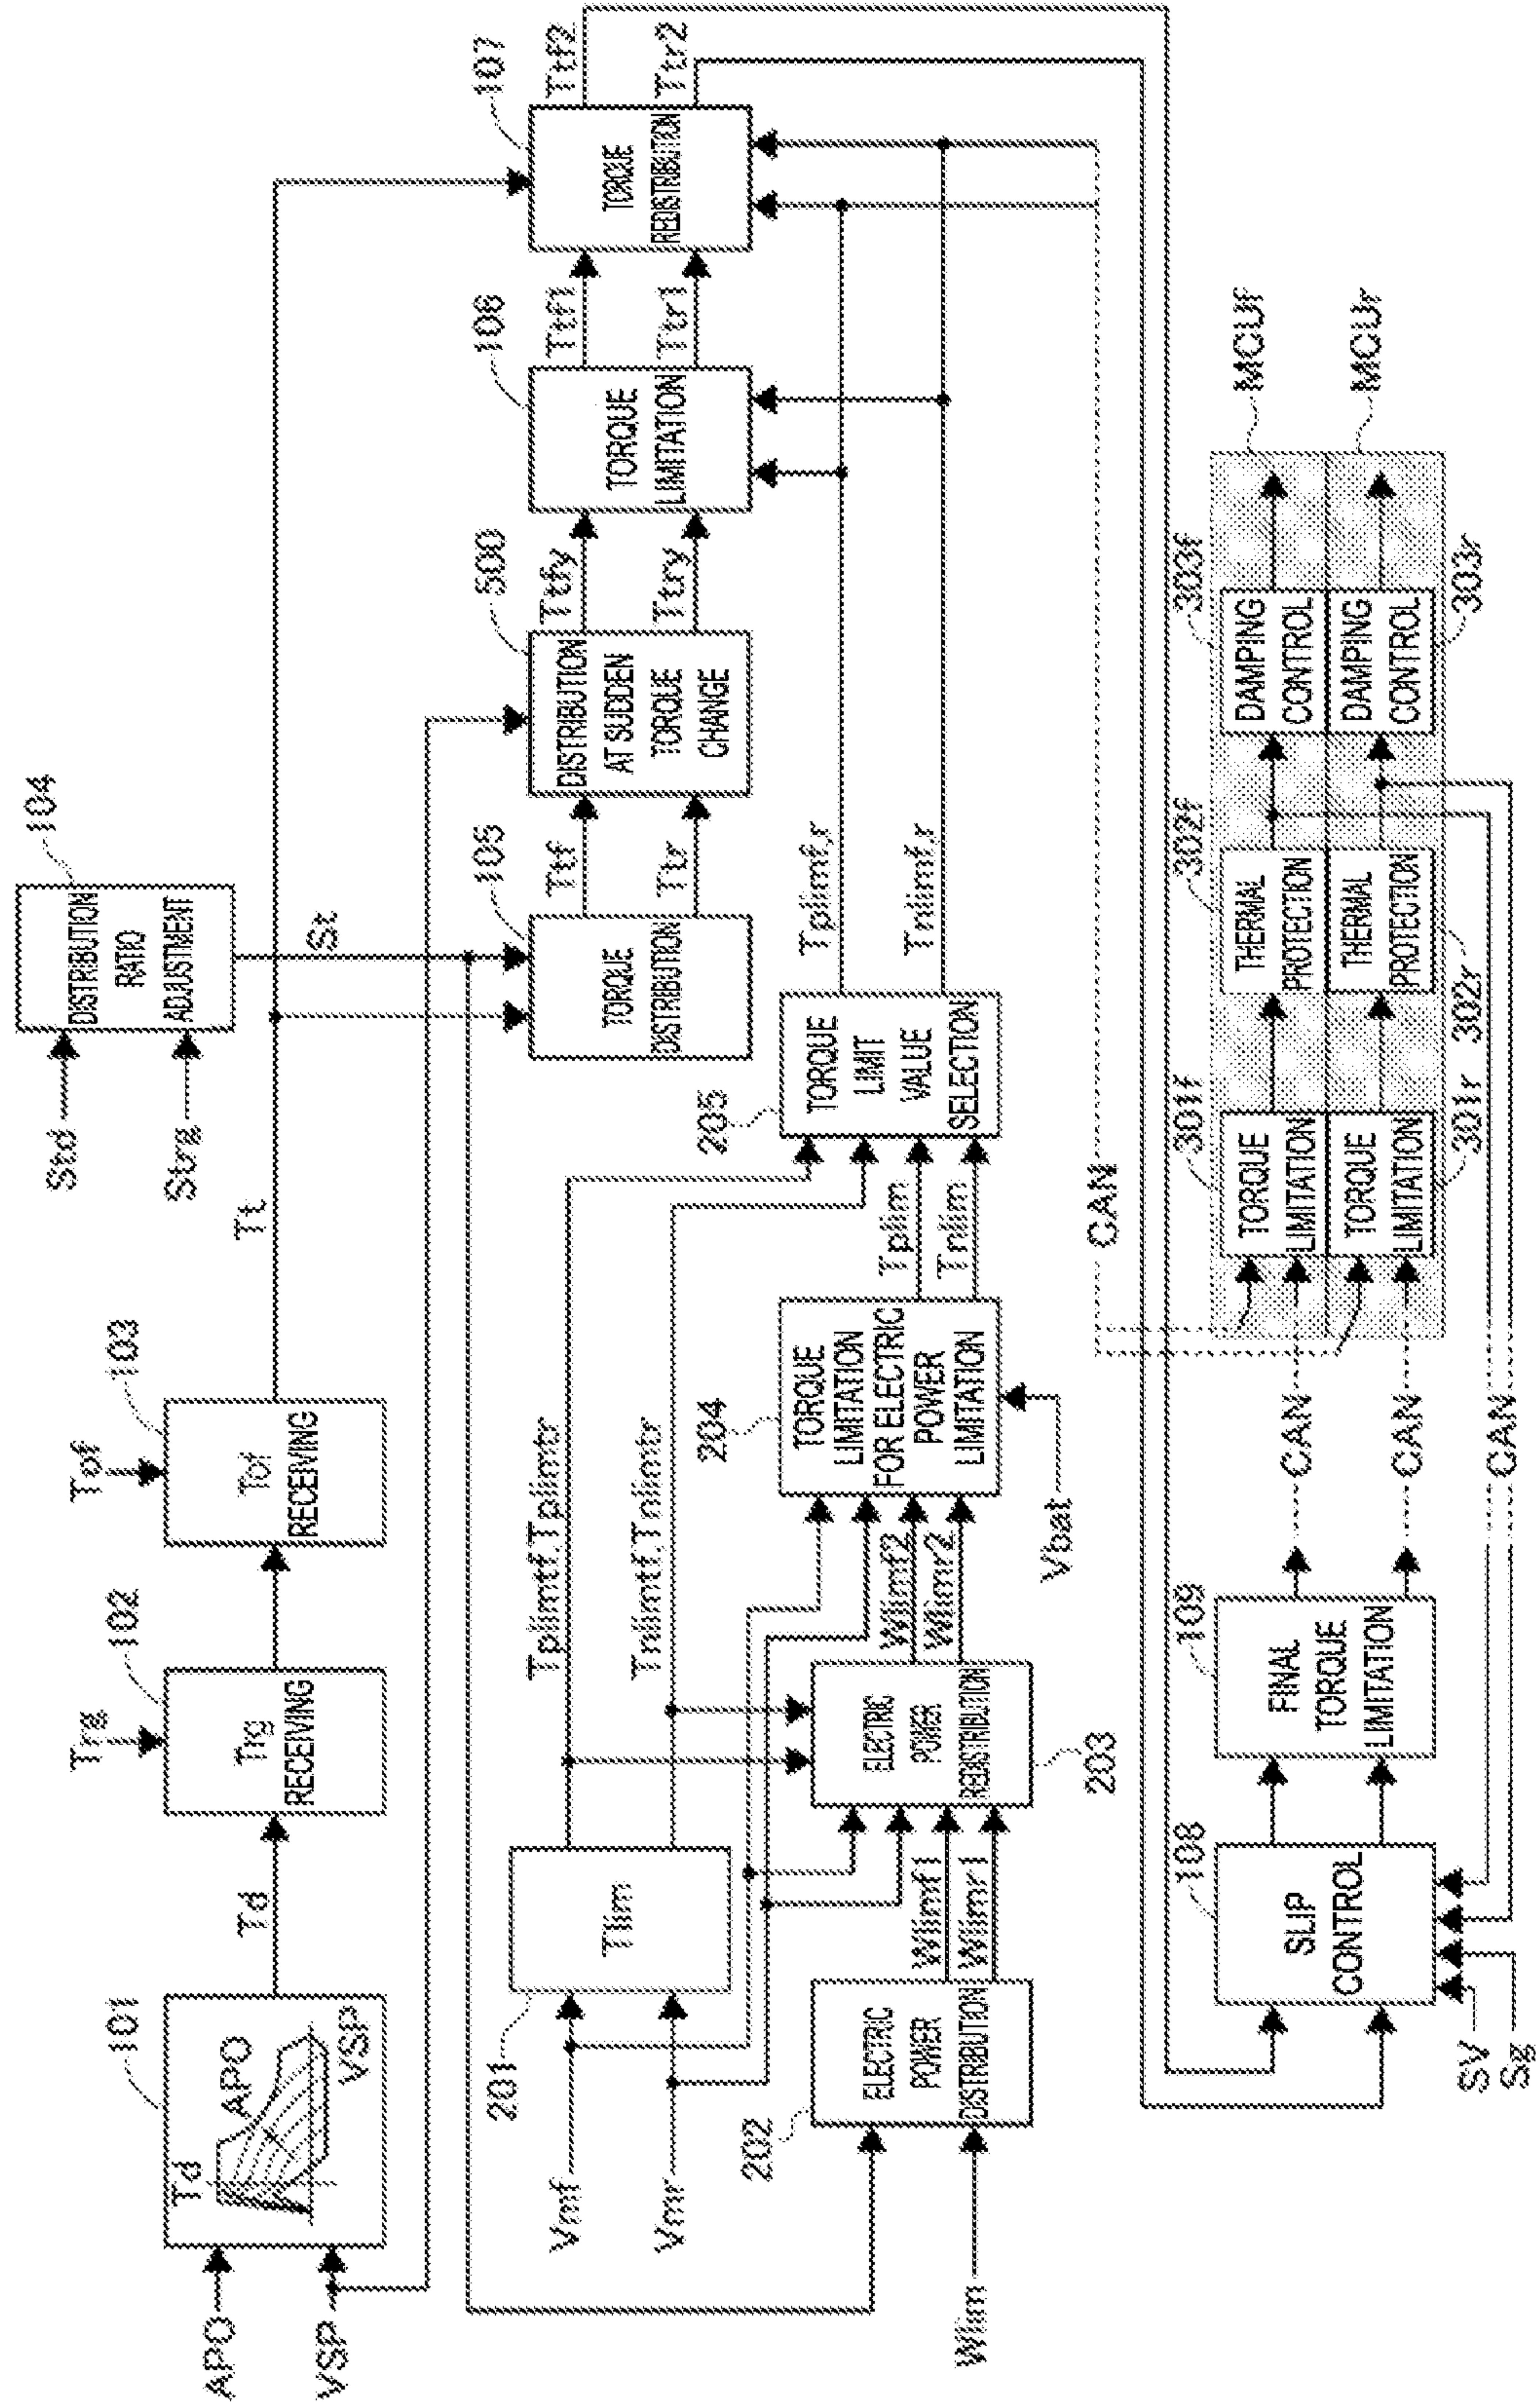 Std
Strg
DISTRIBUTION
RATIO
ADJUSTMENT
104
APO
VSP
Td
APO
VSP
101
Td
Trg
Trg
RECEIVING
102
Tof
Tof
RECEIVING
103
Tt
St
TORQUE
DISTRIBUTION
105
Ttf
Ttr
DISTRIBUTION
AT SUDDEN
TORQUE
CHANGE
500
Ttfy
Ttry
TORQUE
LIMITATION
106
Ttf1
Ttr1
TORQUE
REDISTRIBUTION
107
Ttf2
Ttr2
Vmf
Vmr
201
Tlim
Tplimtf,Tplimtr
Tnlimtf,Tnlimtr
Wlim
202
ELECTRIC
POWER
DISTRIBUTION
Wlimf1
Wlimr1
ELECTRIC
POWER
REDISTRIBUTION
203
Wlimf2
Wlimr2
204
TORQUE
LIMITATION
FOR ELECTRIC
POWER
LIMITATION
Vbat
Tplim
Tnlim
205
TORQUE
LIMIT
VALUE
SELECTION
Tplimf,r
Tnlimf,r
CAN
SV
Sg
SLIP
CONTROL
108
FINAL
TORQUE
LIMITATION
109
CAN
CAN
CAN
TORQUE
LIMITATION
301f
TORQUE
LIMITATION
301r
THERMAL
PROTECTION
302f
THERMAL
PROTECTION
302r
DAMPING
CONTROL
303f
DAMPING
CONTROL
303r
MCUf
MCUr